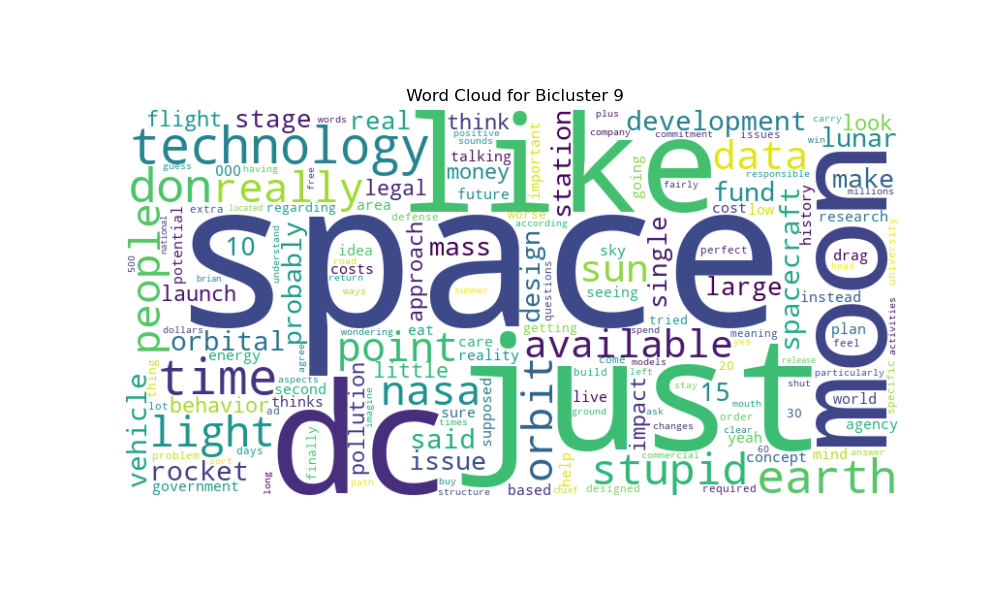 Word Cloud for Bicluster 9
flight stage words real like think plus company positive sounds talking money future important station development commitment issues carry win look lunar
technology guess 000 having free legal going data responsible make millions
don really extra located regarding area defense worse according fund fairly cost low history research
people national potential 10 probably understand space idea road costs return ways approach mass summer design questions sky sun seeing single perfect large spacecraft drag head university moon
500 brian launch tried instead
dollars orbital wondering eat care getting available spend meaning plan feel activities
energy agree point little reality just come models yes release particularly specific
vehicle thing time aspects second thinks dc pollution imagine nasa supposed orbit build left 20 stay shut world
lot behavior ad live ground impact ask 15 mouth 30 agency
light finally times said sure changes order yeah clear 60 mind answer
problem sort days issue help commercial concept
rocket long path buy structure stupid earth
government based chief designed required